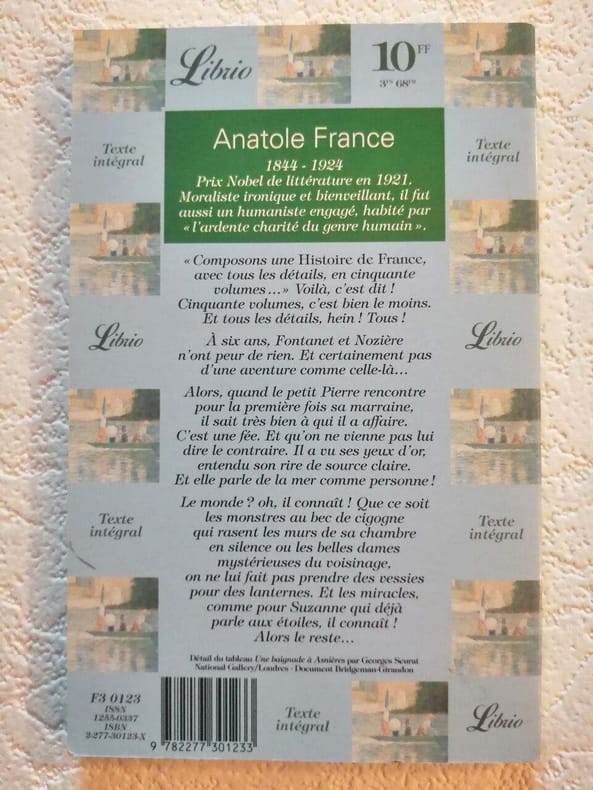 Librio
10FF
3FS 68FB
Texte
intégral
Texte
intégral
Anatole France
1844 - 1924
Prix Nobel de littérature en 1921.
Moraliste ironique et bienveillant, il fut
aussi un humaniste engagé, habité par
« l'ardente charité du genre humain ».
« Composons une Histoire de France,
avec tous les détails, en cinquante
volumes…» Voilà, c'est dit !
Cinquante volumes, c'est bien le moins.
Et tous les détails, hein ! Tous !
Librio
Librio
À six ans, Fontanet et Nozière
n'ont peur de rien. Et certainement pas
d'une aventure comme celle-là…
Alors, quand le petit Pierre rencontre
pour la première fois sa marraine,
il sait très bien à qui il a affaire.
C'est une fée. Et qu'on ne vienne pas lui
dire le contraire. Il a vu ses yeux d'or,
entendu son rire de source claire.
Et elle parle de la mer comme personne !
Le monde ? oh, il connaît ! Que ce soit
les monstres au bec de cigogne
qui rasent les murs de sa chambre
en silence ou les belles dames
mystérieuses du voisinage,
on ne lui fait pas prendre des vessies
pour des lanternes. Et les miracles,
comme pour Suzanne qui déjà
parle aux étoiles, il connaît !
Alors le reste…
Texte
intégral
Texte
intégral
Détail du tableau Une baignade à Asnières par Georges Seurat
National Gallery/Londres - Document Bridgeman-Giraudon
F3 0123
ISSN
1255-0337
ISBN
2-277-30123-X
9 782277 301233
Texte
intégral
Librio